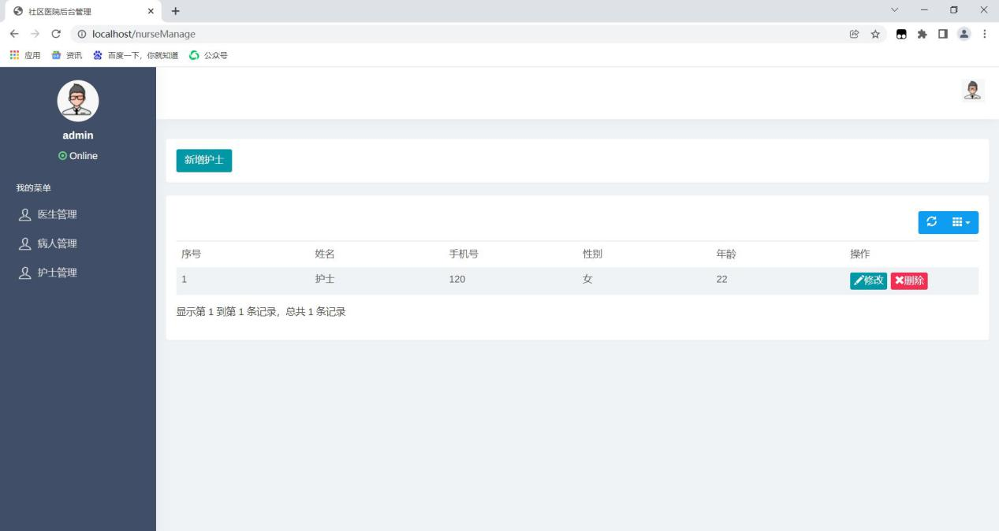 社区医院后台管理
localhost/nurseManage
应用 资讯 百度一下，你就知道 公众号
admin
Online
我的菜单
医生管理
病人管理
护士管理
新增护士
序号 姓名 手机号 性别 年龄 操作
1 护士 120 女 22 修改 删除
显示第 1 到第 1 条记录，总共 1 条记录